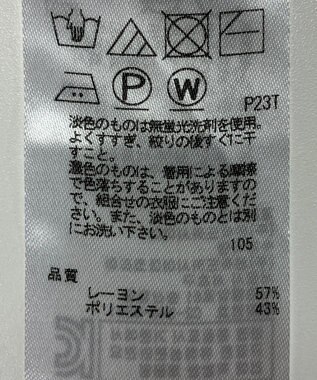 P
W
P23T
淡色のものは無蛍光洗剤を使用。
よくすすぎ、絞りの後すぐに干
すこと。
濃色のものは、着用による摩擦
で色落ちすることがありますの
で、組合せの衣服にご注意くだ
さい。また、淡色のものとは別
にお洗い下さい。
105
品質
レーヨン 57%
ポリエステル 43%